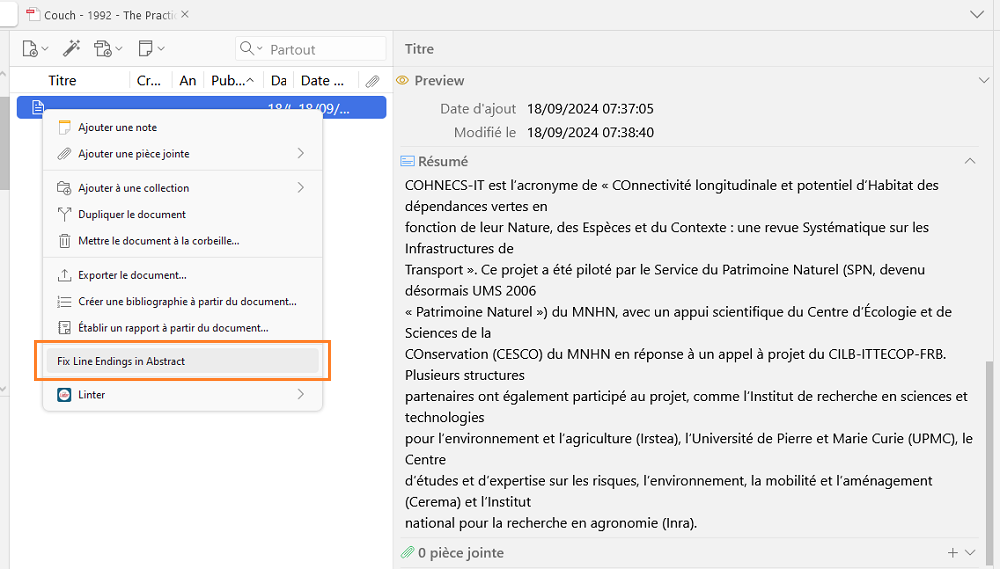 Couch - 1992 - The Practic
Partout
Titre
Cr...
An
Pub...
Da
Date ...
18/09/...
Ajouter une note
Ajouter une pièce jointe
Ajouter à une collection
Dupliquer le document
Mettre le document à la corbeille...
Exporter le document...
Créer une bibliographie à partir du document...
Établir un rapport à partir du document...
Fix Line Endings in Abstract
Linter
Titre
Preview
Date d'ajout 18/09/2024 07:37:05
Modifié le 18/09/2024 07:38:40
Résumé
COHNECS-IT est l’acronyme de « COnnectivité longitudinale et potentiel d’Habitat des
dépendances vertes en
fonction de leur Nature, des Espèces et du Contexte : une revue Systématique sur les
Infrastructures de
Transport ». Ce projet a été piloté par le Service du Patrimoine Naturel (SPN, devenu
désormais UMS 2006
« Patrimoine Naturel ») du MNHN, avec un appui scientifique du Centre d’Écologie et de
Sciences de la
COnservation (CESCO) du MNHN en réponse à un appel à projet du CILB-ITTECOP-FRB.
Plusieurs structures
partenaires ont également participé au projet, comme l’Institut de recherche en sciences et
technologies
pour l’environnement et l’agriculture (Irstea), l’Université de Pierre et Marie Curie (UPMC), le
Centre
d’études et d’expertise sur les risques, l’environnement, la mobilité et l’aménagement
(Cerema) et l’Institut
national pour la recherche en agronomie (Inra).
0 pièce jointe